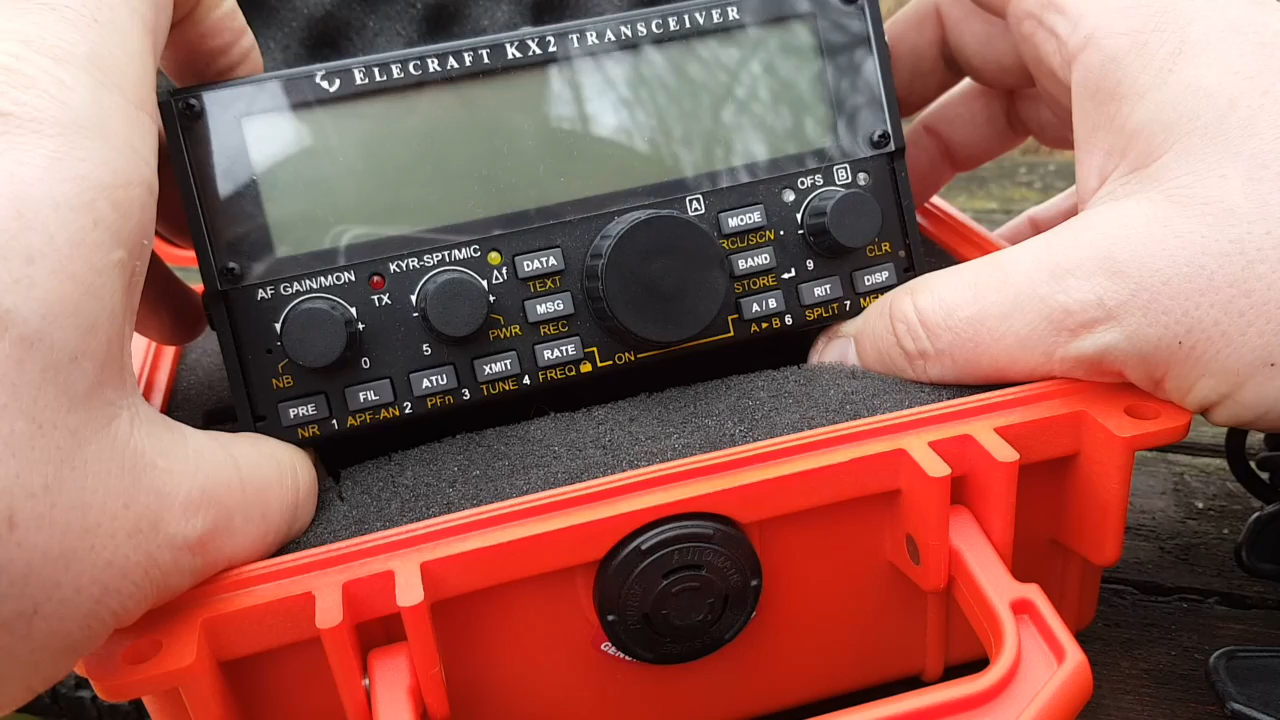 ELECRAFT KX2 TRANSCEIVER
A
OFS B
AF GAIN/MON
TX
KYR-SPT/MIC
Δf
DATA
TEXT
MODE
RCL/SCN
BAND
STORE
9
CLR
+
-
PWR
MSG
REC
A/B
A►B 6
RIT
SPLIT 7
DISP
NB
0
5
RATE
FREQ
ON
PRE
NR 1
FIL
APF-AN 2
ATU
PFn 3
XMIT
TUNE 4
AUTOMATIC